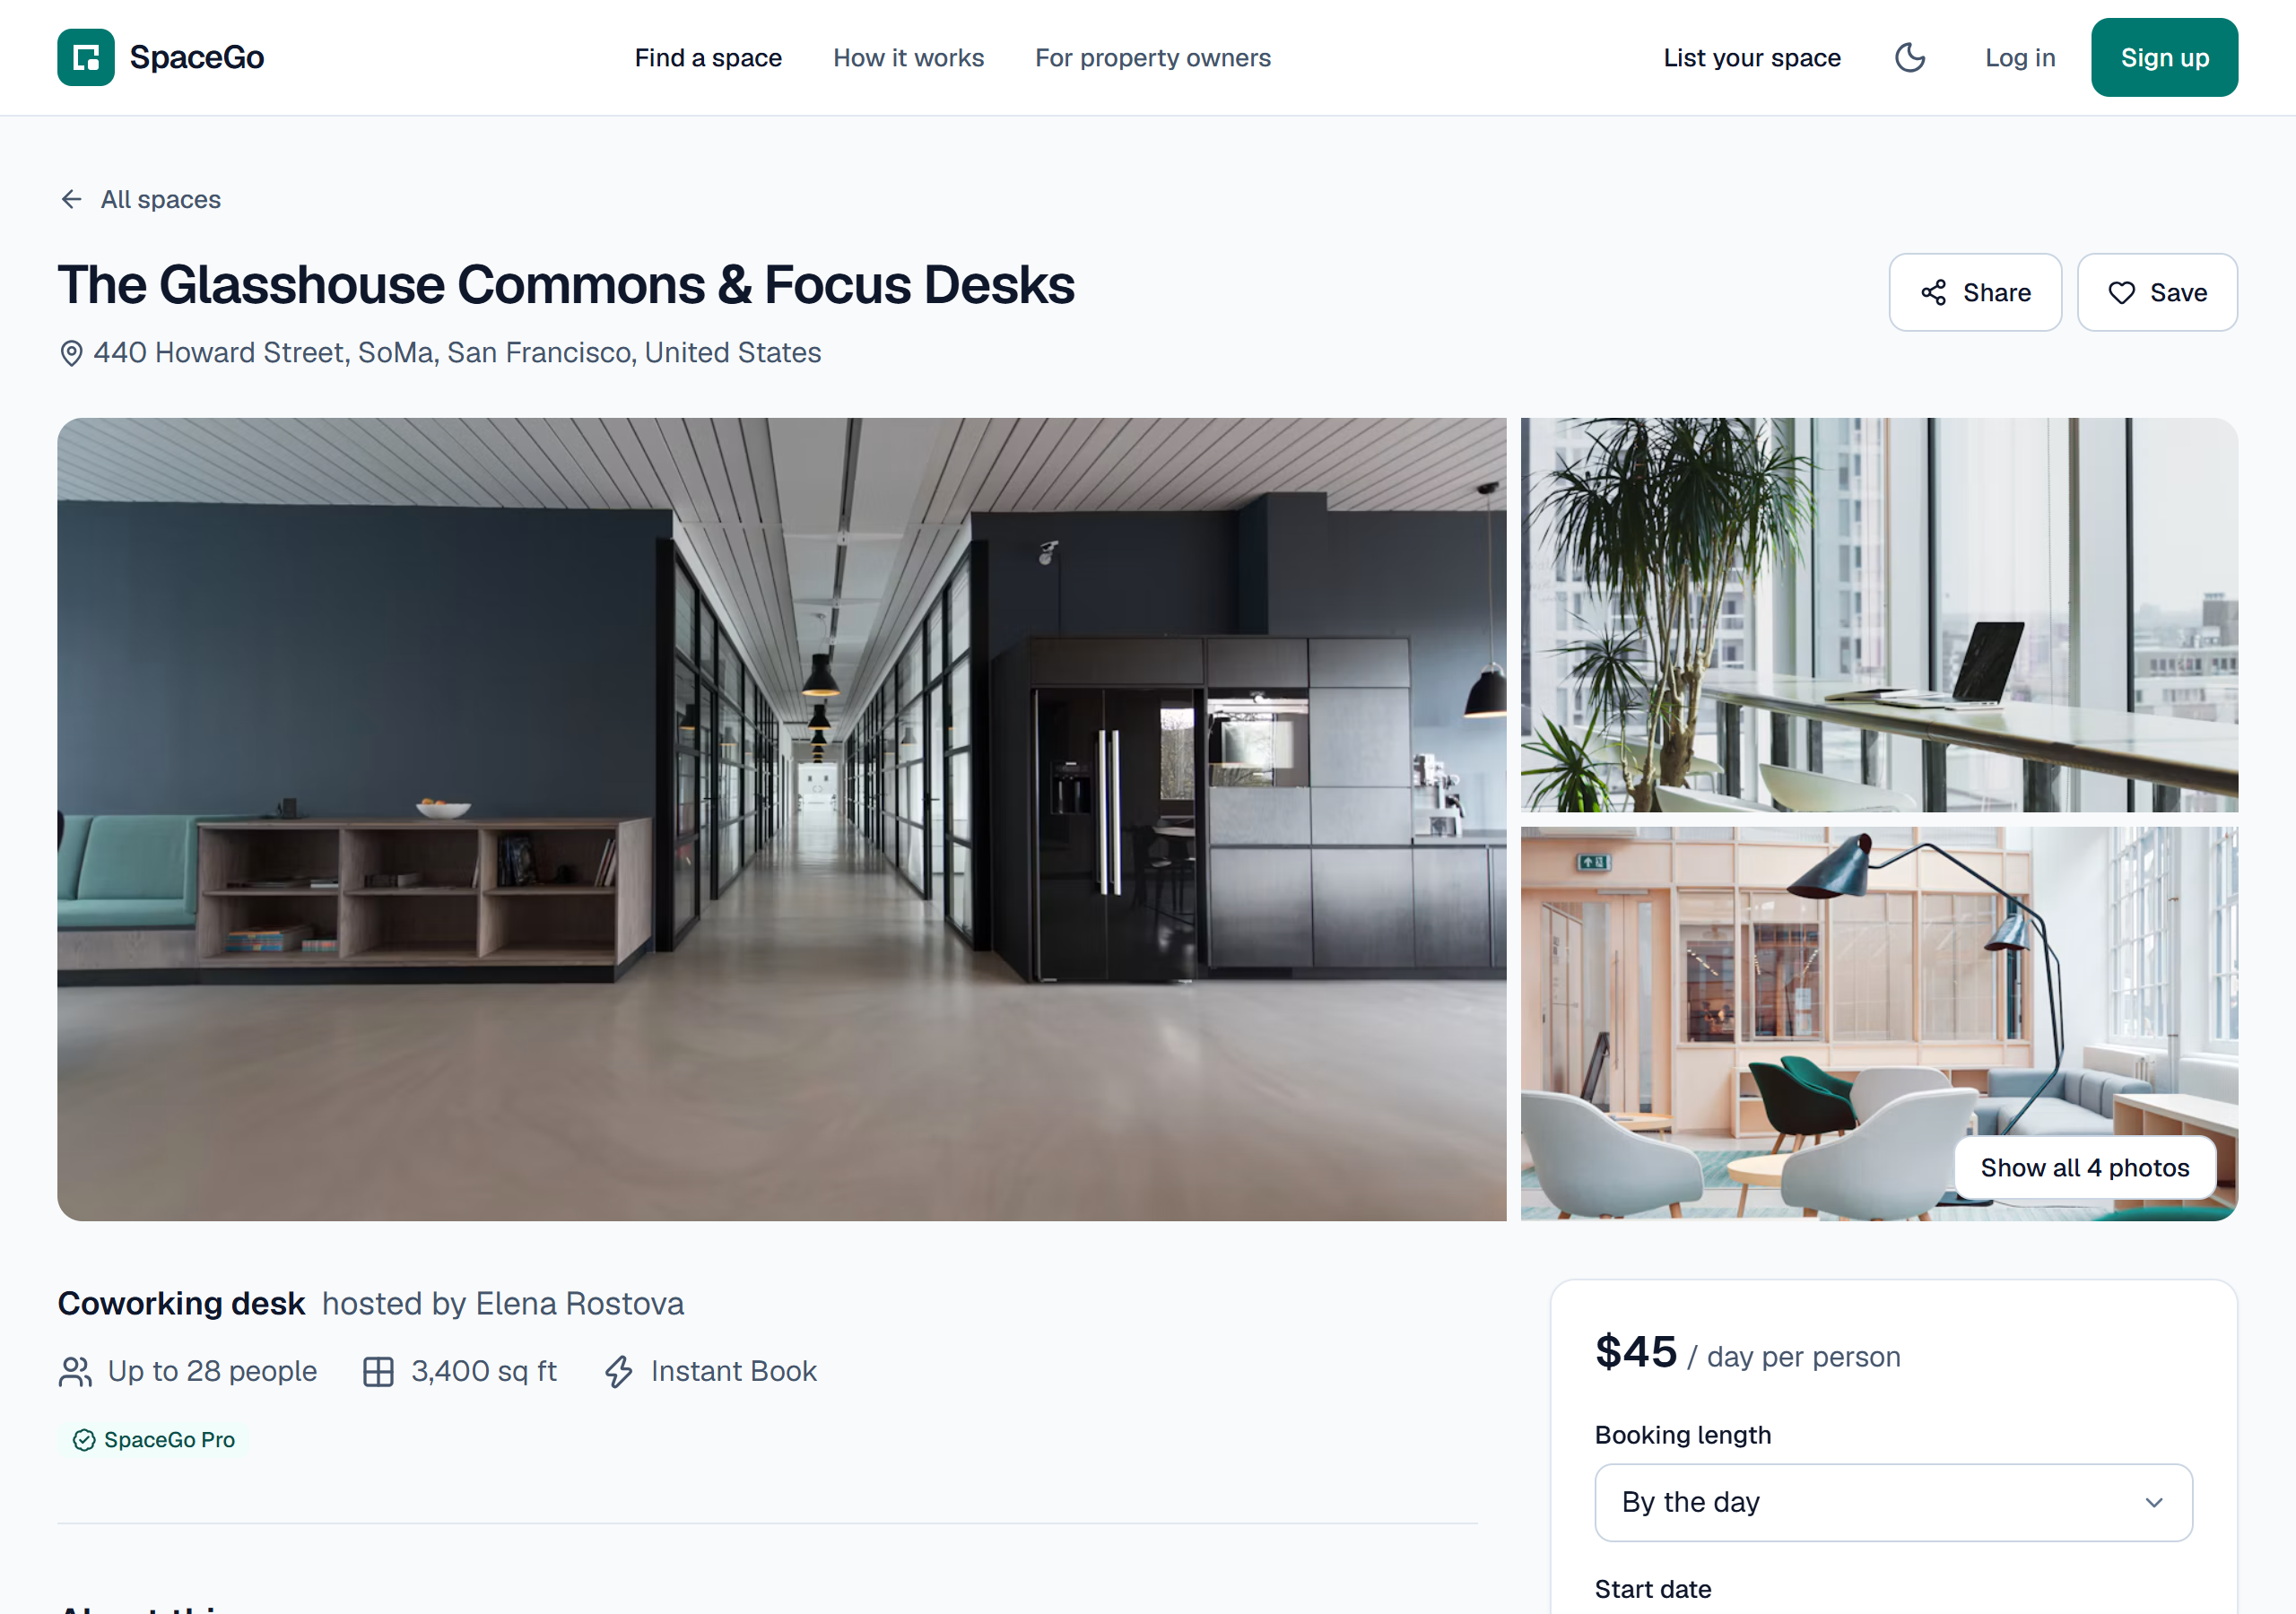 SpaceGo
Find a space
How it works
For property owners
List your space
Log in
Sign up
All spaces
The Glasshouse Commons & Focus Desks
Share
Save
440 Howard Street, SoMa, San Francisco, United States
Show all 4 photos
Coworking desk hosted by Elena Rostova
Up to 28 people
3,400 sq ft
Instant Book
SpaceGo Pro
$45 / day per person
Booking length
By the day
Start date